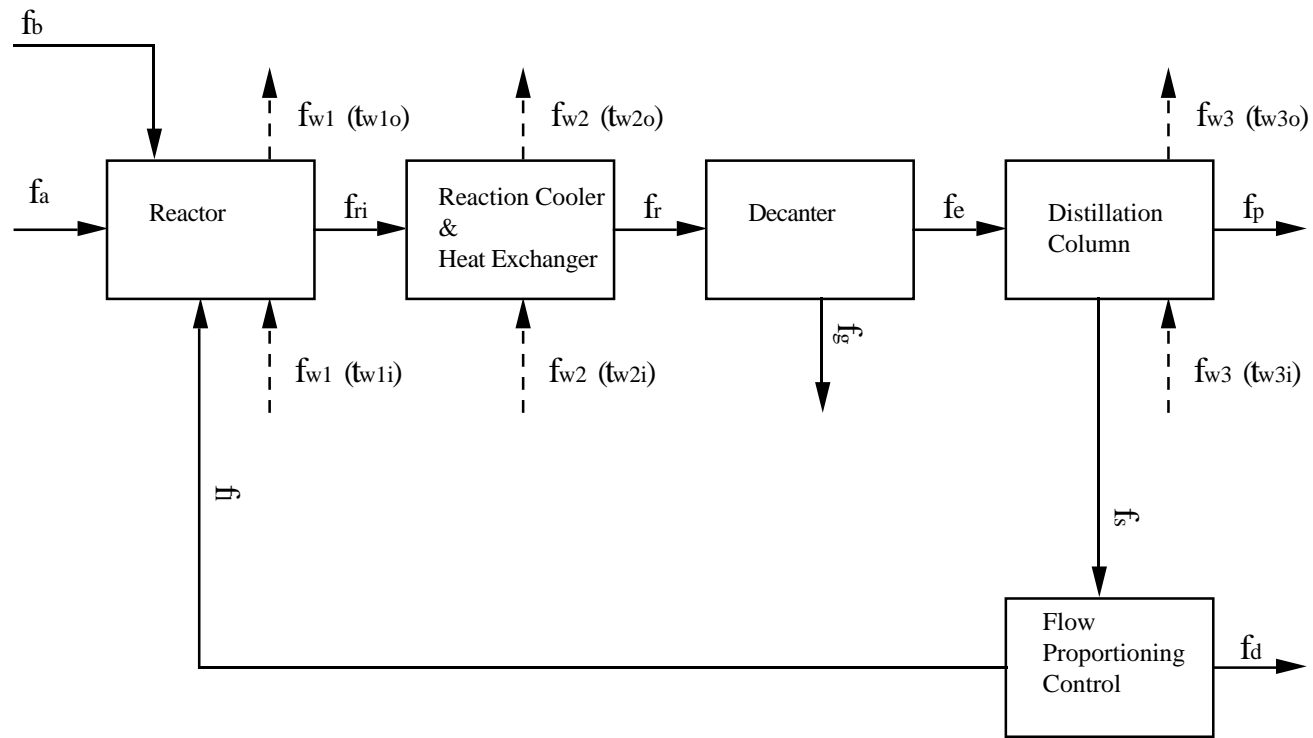 fb
fw1 (tw1o)
fw2 (tw2o)
fw3 (tw3o)
fa
Reactor
fri
Reaction Cooler
&
Heat Exchanger
fr
Decanter
fe
Distillation
Column
fp
fg
fw1 (tw1i)
fw2 (tw2i)
fw3 (tw3i)
fl
fs
Flow
Proportioning
Control
fd